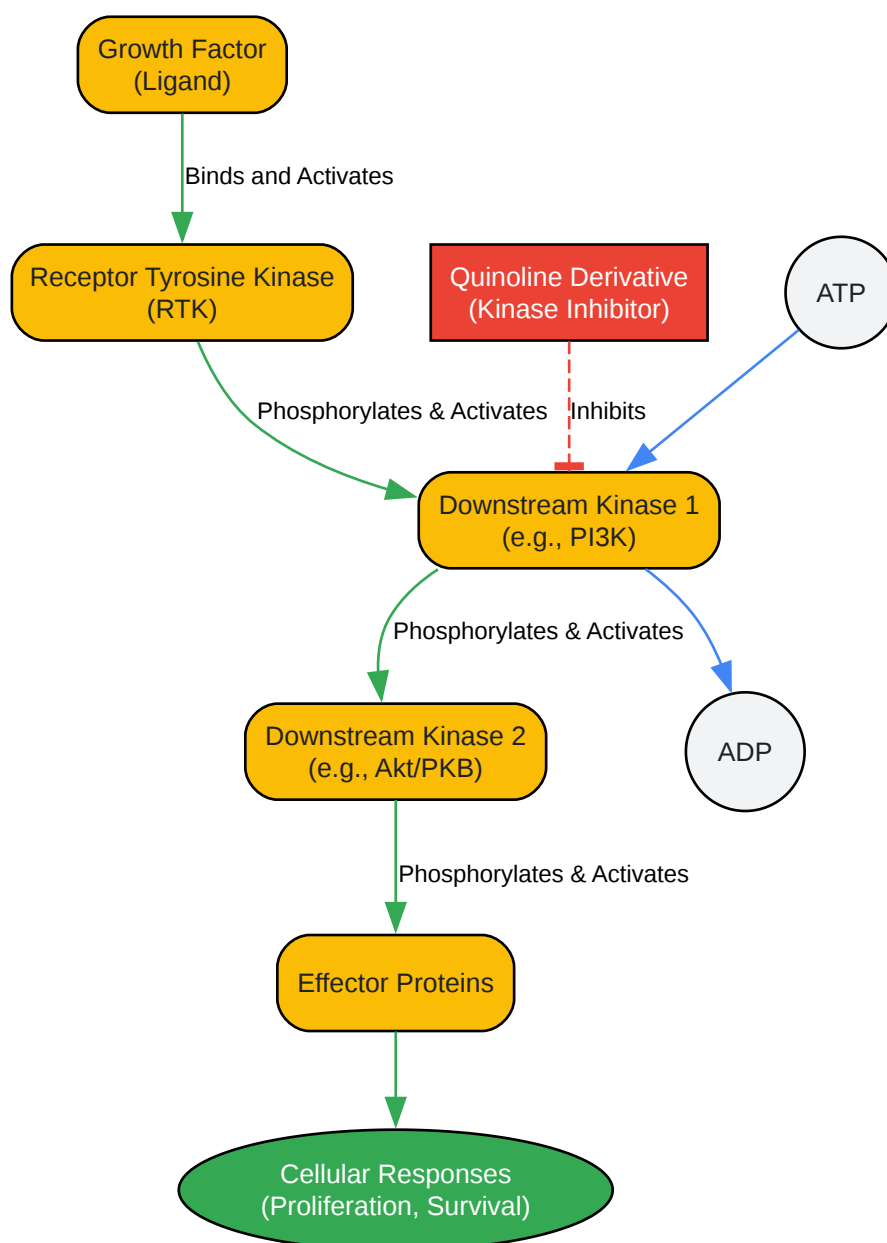 Growth Factor
(Ligand)
Binds and Activates
Receptor Tyrosine Kinase
(RTK)
Quinoline Derivative
(Kinase Inhibitor)
ATP
Phosphorylates & Activates
Inhibits
Downstream Kinase 1
(e.g., PI3K)
Phosphorylates & Activates
Downstream Kinase 2
(e.g., Akt/PKB)
ADP
Phosphorylates & Activates
Effector Proteins
Cellular Responses
(Proliferation, Survival)